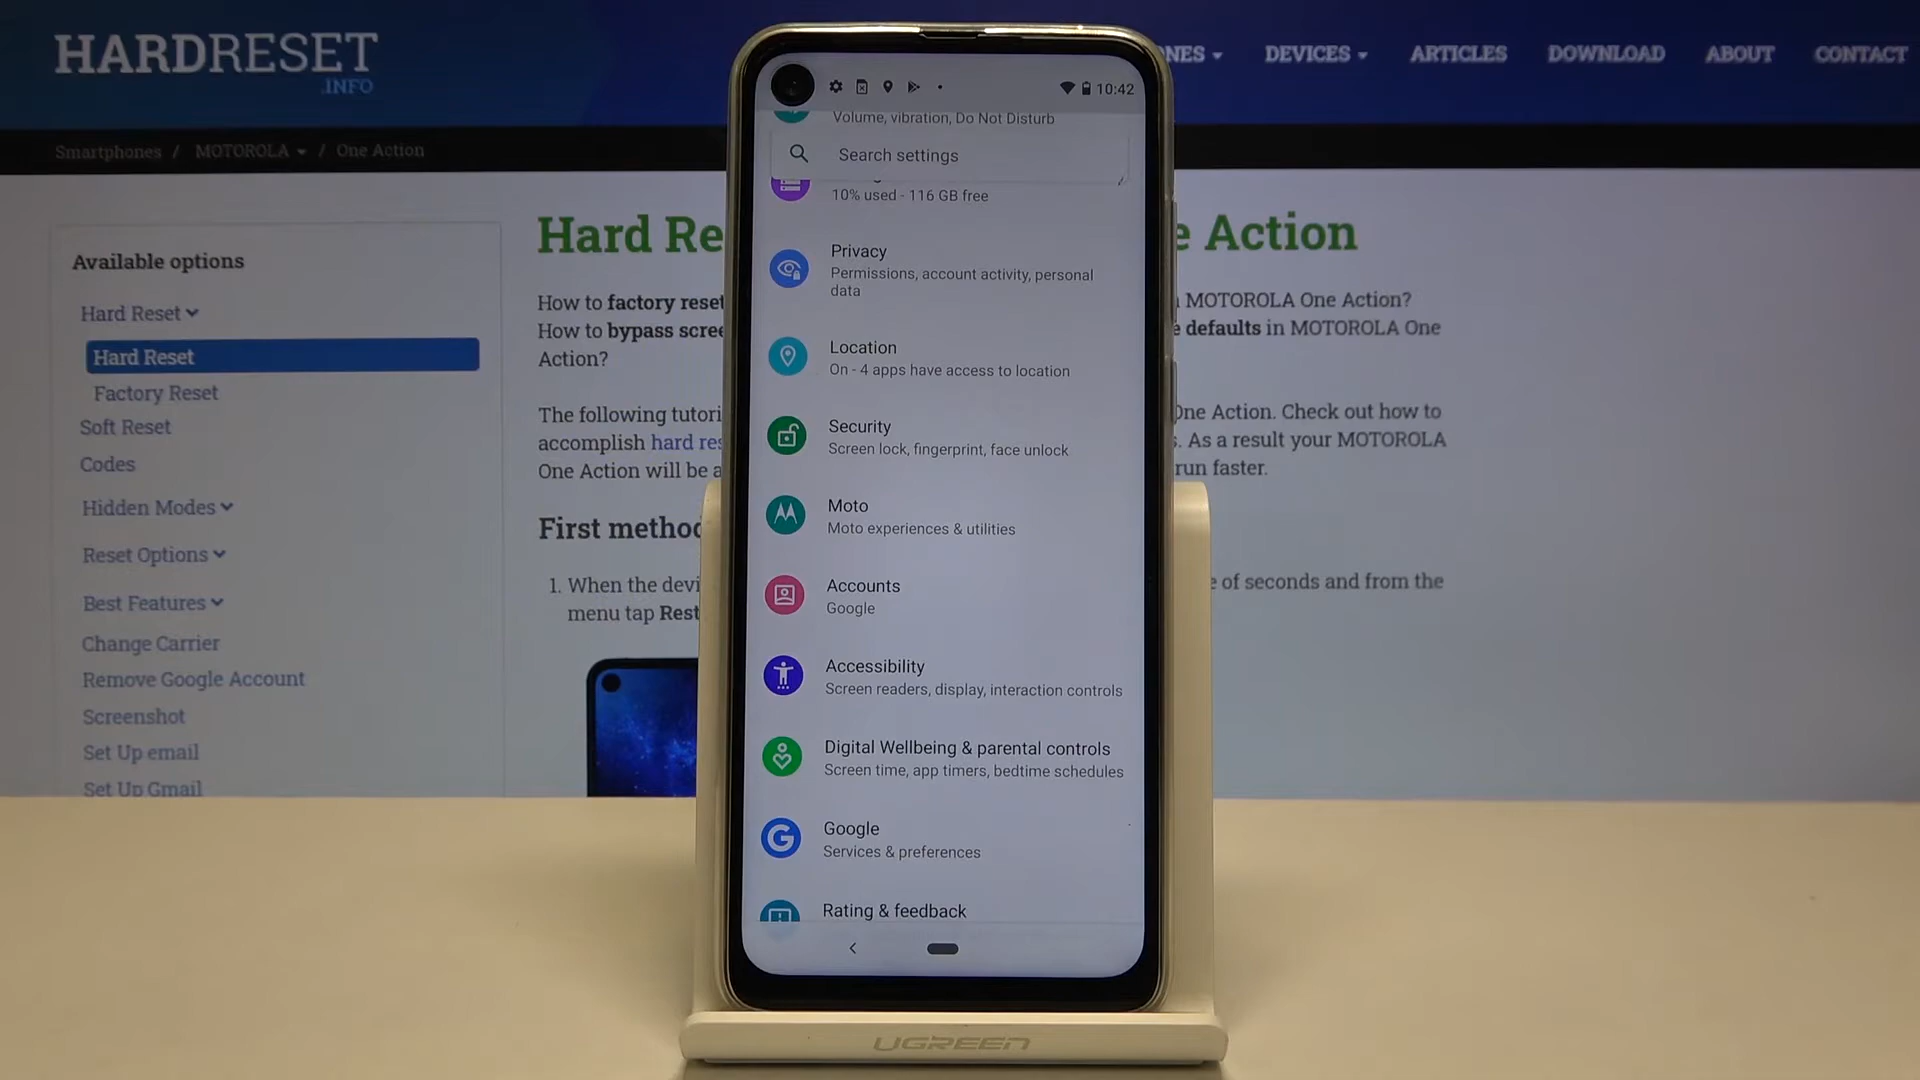 HARDRESET
.INFO
DEVICES
ARTICLES
DOWNLOAD
ABOUT
CONTACT
Smartphones / MOTOROLA / One Action
Available options
Hard Reset
Hard Reset
Factory Reset
Soft Reset
Codes
Hidden Modes
Reset Options
Best Features
Change Carrier
Remove Google Account
Screenshot
Set Up email
Set Up Gmail
Hard Re
e Action
How to factory reset
MOTOROLA One Action?
How to bypass scree
e defaults in MOTOROLA One
Action?
The following tutori
One Action. Check out how to
accomplish hard res
. As a result your MOTOROLA
One Action will be a
run faster.
First method
1. When the devi
e of seconds and from the
menu tap Rest
10:42
Volume, vibration, Do Not Disturb
Search settings
10% used - 116 GB free
Privacy
Permissions, account activity, personal
data
Location
On - 4 apps have access to location
Security
Screen lock, fingerprint, face unlock
Moto
Moto experiences & utilities
Accounts
Google
Accessibility
Screen readers, display, interaction controls
Digital Wellbeing & parental controls
Screen time, app timers, bedtime schedules
Google
Services & preferences
Rating & feedback
UGREEN